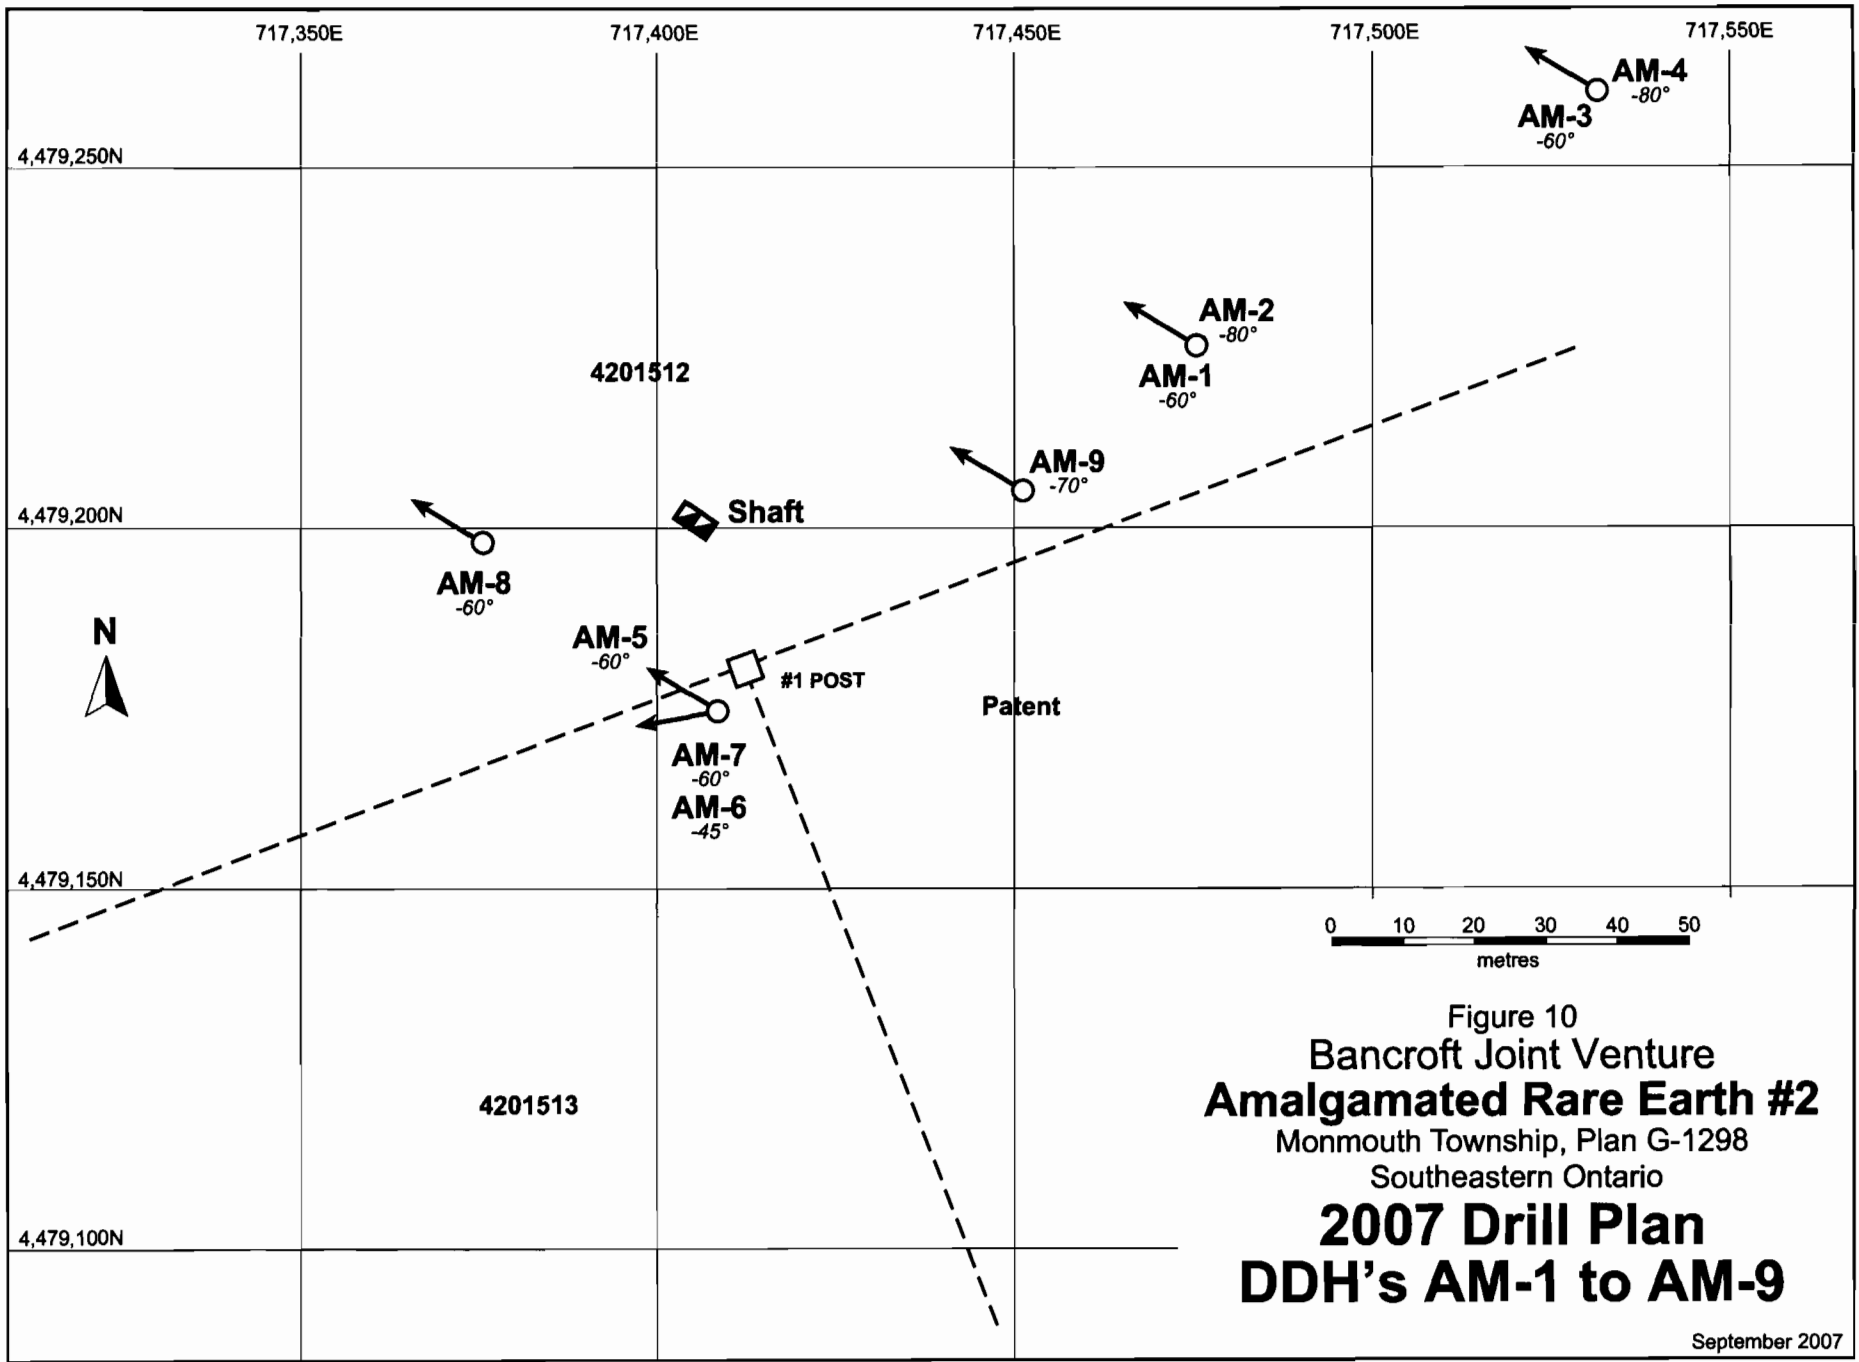 717,350E
717,400E
717,450E
717,500E
717,550E
AM-4
-80°
AM-3
-60°
4,479,250N
AM-2
-80°
AM-1
-60°
4201512
AM-9
-70°
Shaft
4,479,200N
AM-8
-60°
N
AM-5
-60°
#1 POST
Patent
AM-7
-60°
AM-6
-45°
4,479,150N
0 10 20 30 40 50
metres
4201513
4,479,100N
Figure 10
Bancroft Joint Venture
Amalgamated Rare Earth #2
Monmouth Township, Plan G-1298
Southeastern Ontario
2007 Drill Plan
DDH's AM-1 to AM-9
September 2007